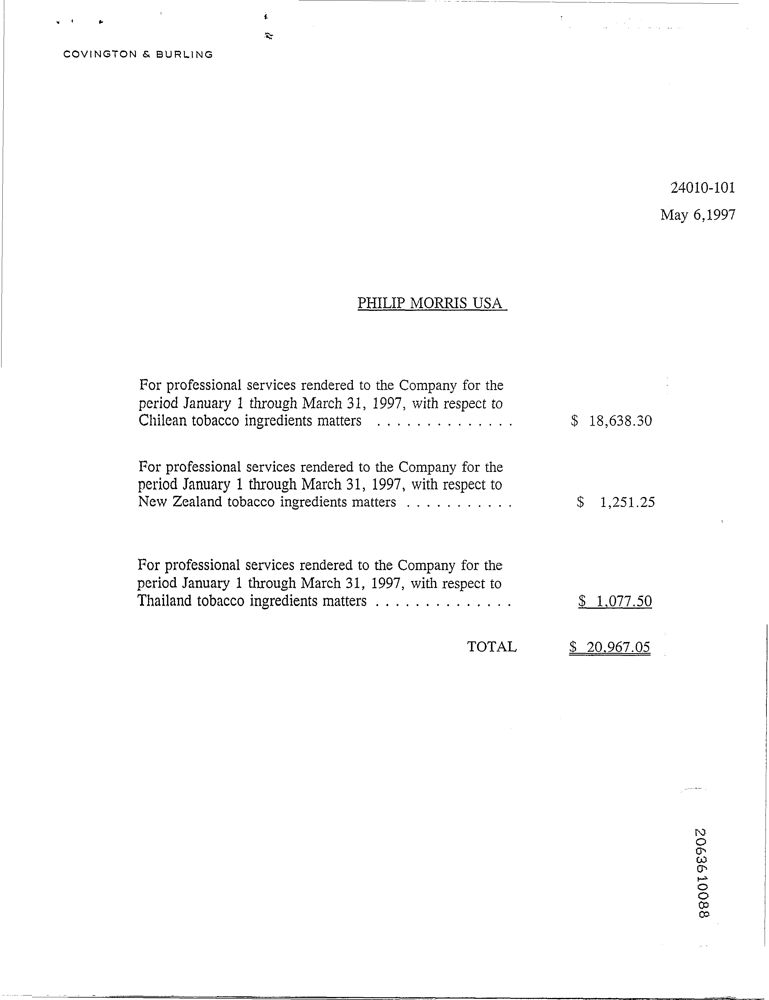 COVINGTON & BURLING
24010-101
May 6,1997
PHILIP MORRIS USA
For professional services rendered to the Company for the
period January 1 through March 31, 1997, with respect to
Chilean tobacco ingredients matters . . . . . . . . . . . . . . $ 18,638.30
For professional services rendered to the Company for the
period January 1 through March 31, 1997, with respect to
New Zealand tobacco ingredients matters . . . . . . . . . . . $ 1,251.25
For professional services rendered to the Company for the
period January 1 through March 31, 1997, with respect to
Thailand tobacco ingredients matters . . . . . . . . . . . . . . $ 1,077.50
TOTAL $ 20,967.05
2063610088